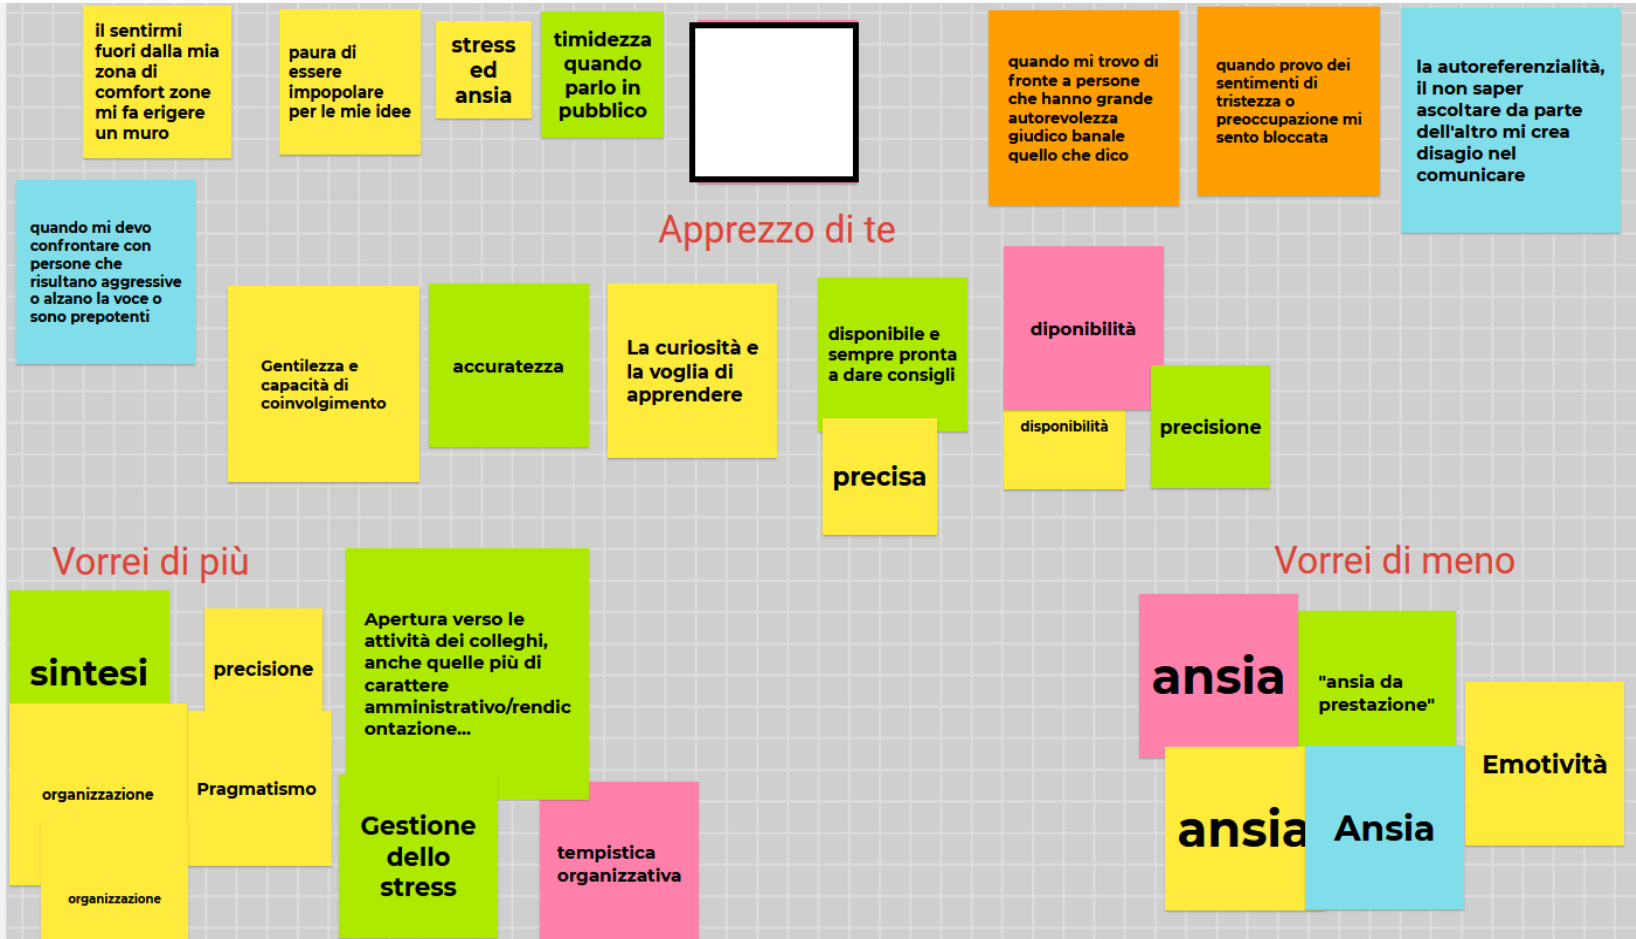 il sentirmi
fuori dalla mia
zona di
comfort zone
mi fa erigere
un muro
paura di
essere
impopolare
per le mie idee
stress
ed
ansia
timidezza
quando
parlo in
pubblico
quando mi trovo di
fronte a persone
che hanno grande
autorevolezza
giudico banale
quello che dico
quando provo dei
sentimenti di
tristezza o
preoccupazione mi
sento bloccata
la autoreferenzialità,
il non saper
ascoltare da parte
dell'altro mi crea
disagio nel
comunicare
quando mi devo
confrontare con
persone che
risultano aggressive
o alzano la voce o
sono prepotenti
Apprezzo di te
Gentilezza e
capacità di
coinvolgimento
accuratezza
La curiosità e
la voglia di
apprendere
disponibile e
sempre pronta
a dare consigli
precisa
diponibilità
disponibilità
precisione
Vorrei di più
sintesi
precisione
organizzazione
Pragmatismo
organizzazione
Apertura verso le
attività dei colleghi,
anche quelle più di
carattere
amministrativo/rendic
ontazione...
Gestione
dello
stress
tempistica
organizzativa
Vorrei di meno
ansia
"ansia da
prestazione"
Emotività
ansia
Ansia